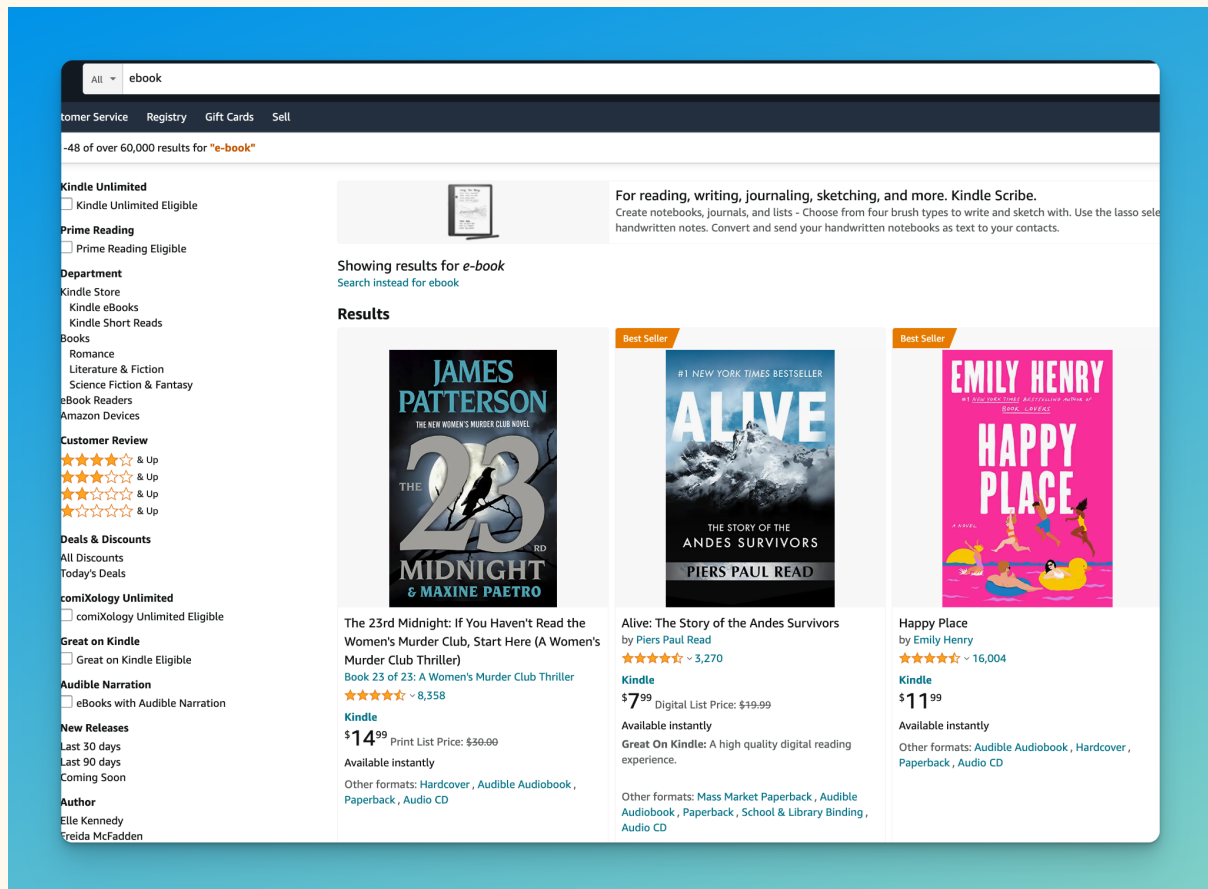 All
ebook
tomer Service Registry Gift Cards Sell
-48 of over 60,000 results for "e-book"
Kindle Unlimited
Kindle Unlimited Eligible
Prime Reading
Prime Reading Eligible
Department
Kindle Store
Kindle eBooks
Kindle Short Reads
Books
Romance
Literature & Fiction
Science Fiction & Fantasy
eBook Readers
Amazon Devices
Customer Review
& Up
& Up
& Up
& Up
Deals & Discounts
All Discounts
Today's Deals
comiXology Unlimited
comiXology Unlimited Eligible
Great on Kindle
Great on Kindle Eligible
Audible Narration
eBooks with Audible Narration
New Releases
Last 30 days
Last 90 days
Coming Soon
Author
Elle Kennedy
Freida McFadden
For reading, writing, journaling, sketching, and more. Kindle Scribe.
Create notebooks, journals, and lists - Choose from four brush types to write and sketch with. Use the lasso sele
handwritten notes. Convert and send your handwritten notebooks as text to your contacts.
Showing results for e-book
Search instead for ebook
Results
JAMES
PATTERSON
THE NEW WOMEN'S MURDER CLUB NOVEL
THE
23
RD
MIDNIGHT
& MAXINE PAETRO
The 23rd Midnight: If You Haven't Read the
Women's Murder Club, Start Here (A Women's
Murder Club Thriller)
Book 23 of 23: A Women's Murder Club Thriller
8,358
Kindle
$1499 Print List Price: $30.00
Available instantly
Other formats: Hardcover , Audible Audiobook ,
Paperback , Audio CD
Best Seller
#1 NEW YORK TIMES BESTSELLER
ALIVE
THE STORY OF THE
ANDES SURVIVORS
PIERS PAUL READ
Alive: The Story of the Andes Survivors
by Piers Paul Read
3,270
Kindle
$799 Digital List Price: $19.99
Available instantly
Great On Kindle: A high quality digital reading
experience.
Other formats: Mass Market Paperback , Audible
Audiobook , Paperback , School & Library Binding ,
Audio CD
Best Seller
EMILY HENRY
#1 NEW YORK TIMES BESTSELLING AUTHOR OF
BOOK LOVERS
HAPPY
PLACE
A NOVEL
Happy Place
by Emily Henry
16,004
Kindle
$1199
Available instantly
Other formats: Audible Audiobook , Hardcover ,
Paperback , Audio CD